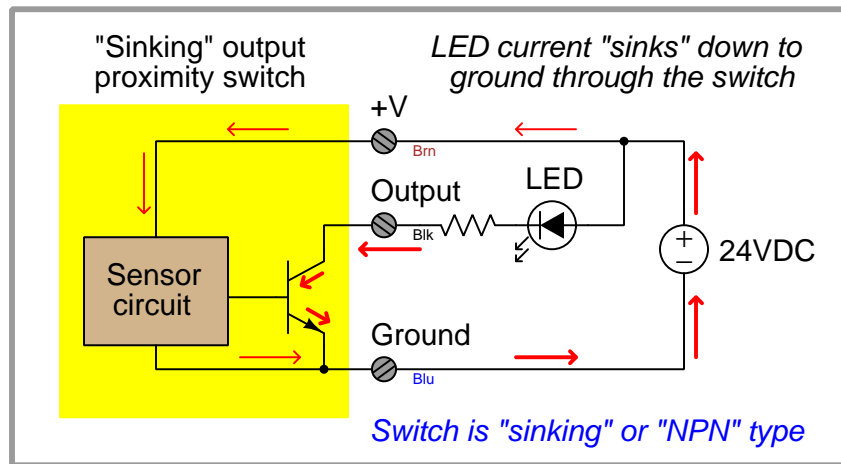 "Sinking" output
proximity switch
LED current "sinks" down to
ground through the switch
+V
Brn
Output
Blk
LED
+
−
24VDC
Sensor
circuit
Ground
Blu
Switch is "sinking" or "NPN" type